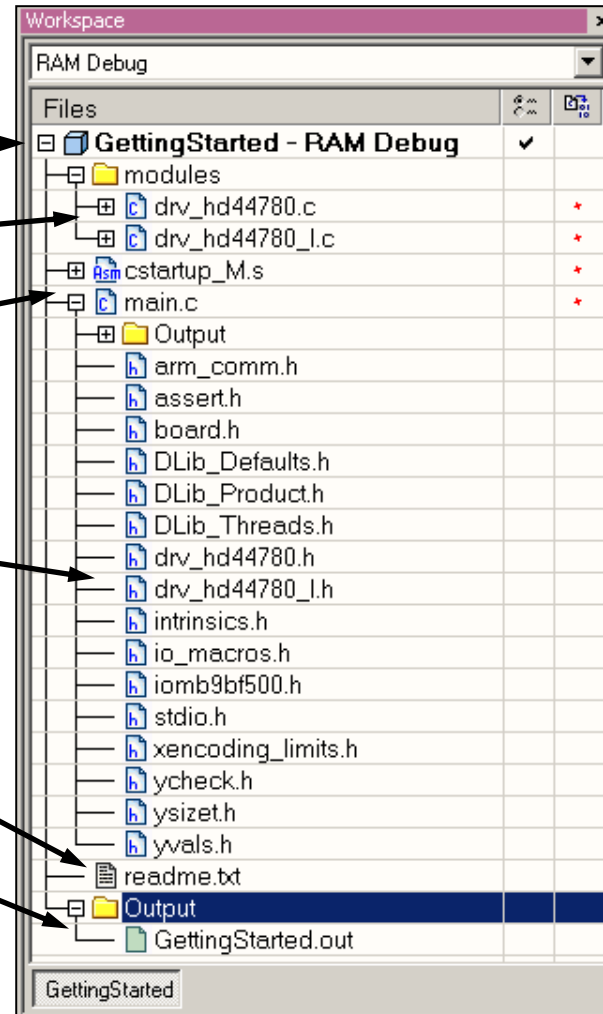 Workspace
RAM Debug
Files
GettingStarted - RAM Debug
modules
drv_hd44780.c
drv_hd44780_l.c
Asm cstartup_M.s
c main.c
Output
h arm_comm.h
h assert.h
h board.h
h DLib_Defaults.h
h DLib_Product.h
h DLib_Threads.h
h drv_hd44780.h
h drv_hd44780_l.h
h intrinsics.h
h io_macros.h
h iomb9bf500.h
h stdio.h
h xencoding_limits.h
h ycheck.h
h ysizet.h
h yvals.h
readme.txt
Output
GettingStarted.out
GettingStarted